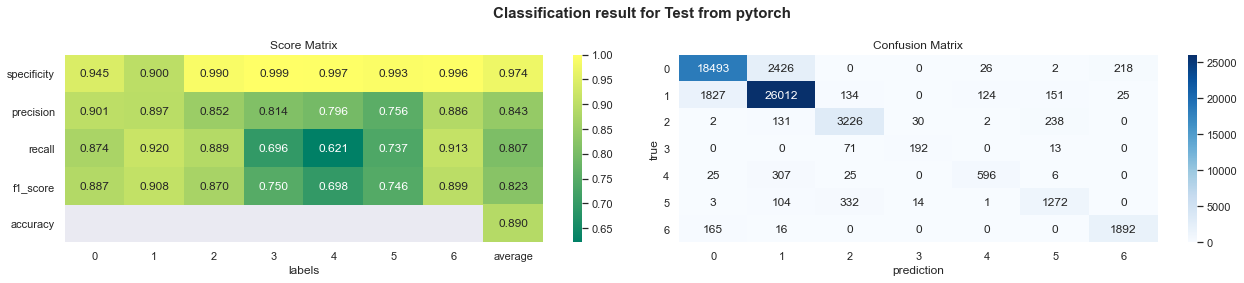 Classification result for Test from pytorch
Score Matrix
specificity 0.945 0.900 0.990 0.999 0.997 0.993 0.996 0.974
precision 0.901 0.897 0.852 0.814 0.796 0.756 0.886 0.843
recall 0.874 0.920 0.889 0.696 0.621 0.737 0.913 0.807
f1_score 0.887 0.908 0.870 0.750 0.698 0.746 0.899 0.823
accuracy 0.890
0 1 2 3 4 5 6 average
labels
1.00
0.95
0.90
0.85
0.80
0.75
0.70
0.65
Confusion Matrix
true
0 18493 2426 0 0 26 2 218
1 1827 26012 134 0 124 151 25
2 2 131 3226 30 2 238 0
3 0 0 71 192 0 13 0
4 25 307 25 0 596 6 0
5 3 104 332 14 1 1272 0
6 165 16 0 0 0 0 1892
0 1 2 3 4 5 6
prediction
25000
20000
15000
10000
5000
0